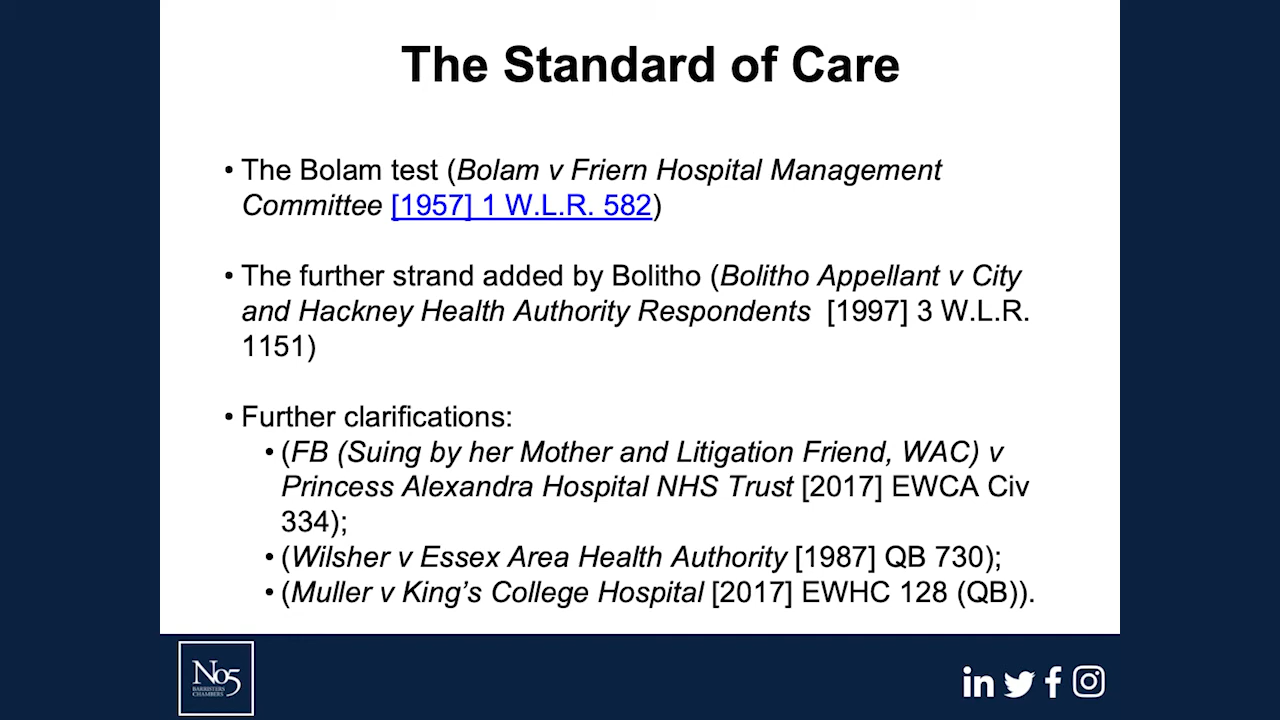 The Standard of Care
• The Bolam test (Bolam v Friern Hospital Management
Committee [1957] 1 W.L.R. 582)
• The further strand added by Bolitho (Bolitho Appellant v City
and Hackney Health Authority Respondents [1997] 3 W.L.R.
1151)
• Further clarifications:
• (FB (Suing by her Mother and Litigation Friend, WAC) v
Princess Alexandra Hospital NHS Trust [2017] EWCA Civ
334);
• (Wilsher v Essex Area Health Authority [1987] QB 730);
• (Muller v King’s College Hospital [2017] EWHC 128 (QB)).
No5
BARRISTERS
CHAMBERS